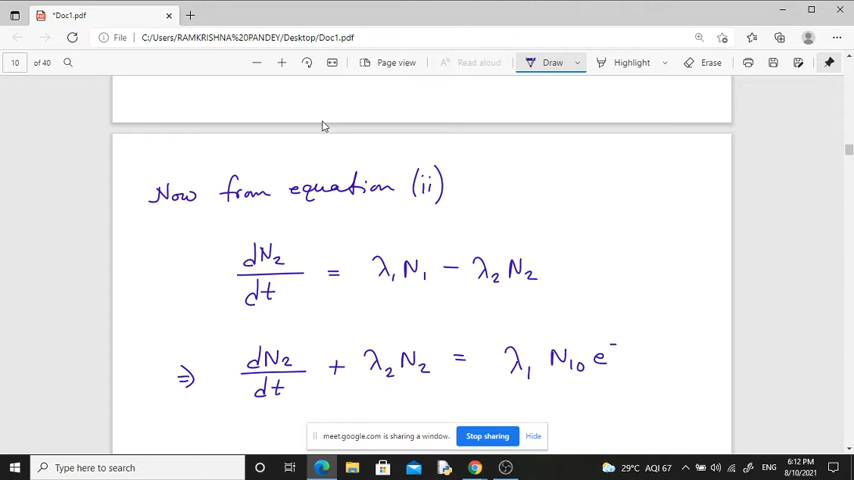 *Doc1.pdf
File C:/Users/RAMKRISHNA%20PANDEY/Desktop/Doc1.pdf
10 of 40 Page view Read aloud Draw Highlight Erase
Now from equation (ii)
dN₂/dt = λ₁N₁ − λ₂N₂
⇒ dN₂/dt + λ₂N₂ = λ₁ N₁₀ e⁻
meet.google.com is sharing a window. Stop sharing Hide
Type here to search 29°C AQI 67 ENG 6:12 PM
8/10/2021